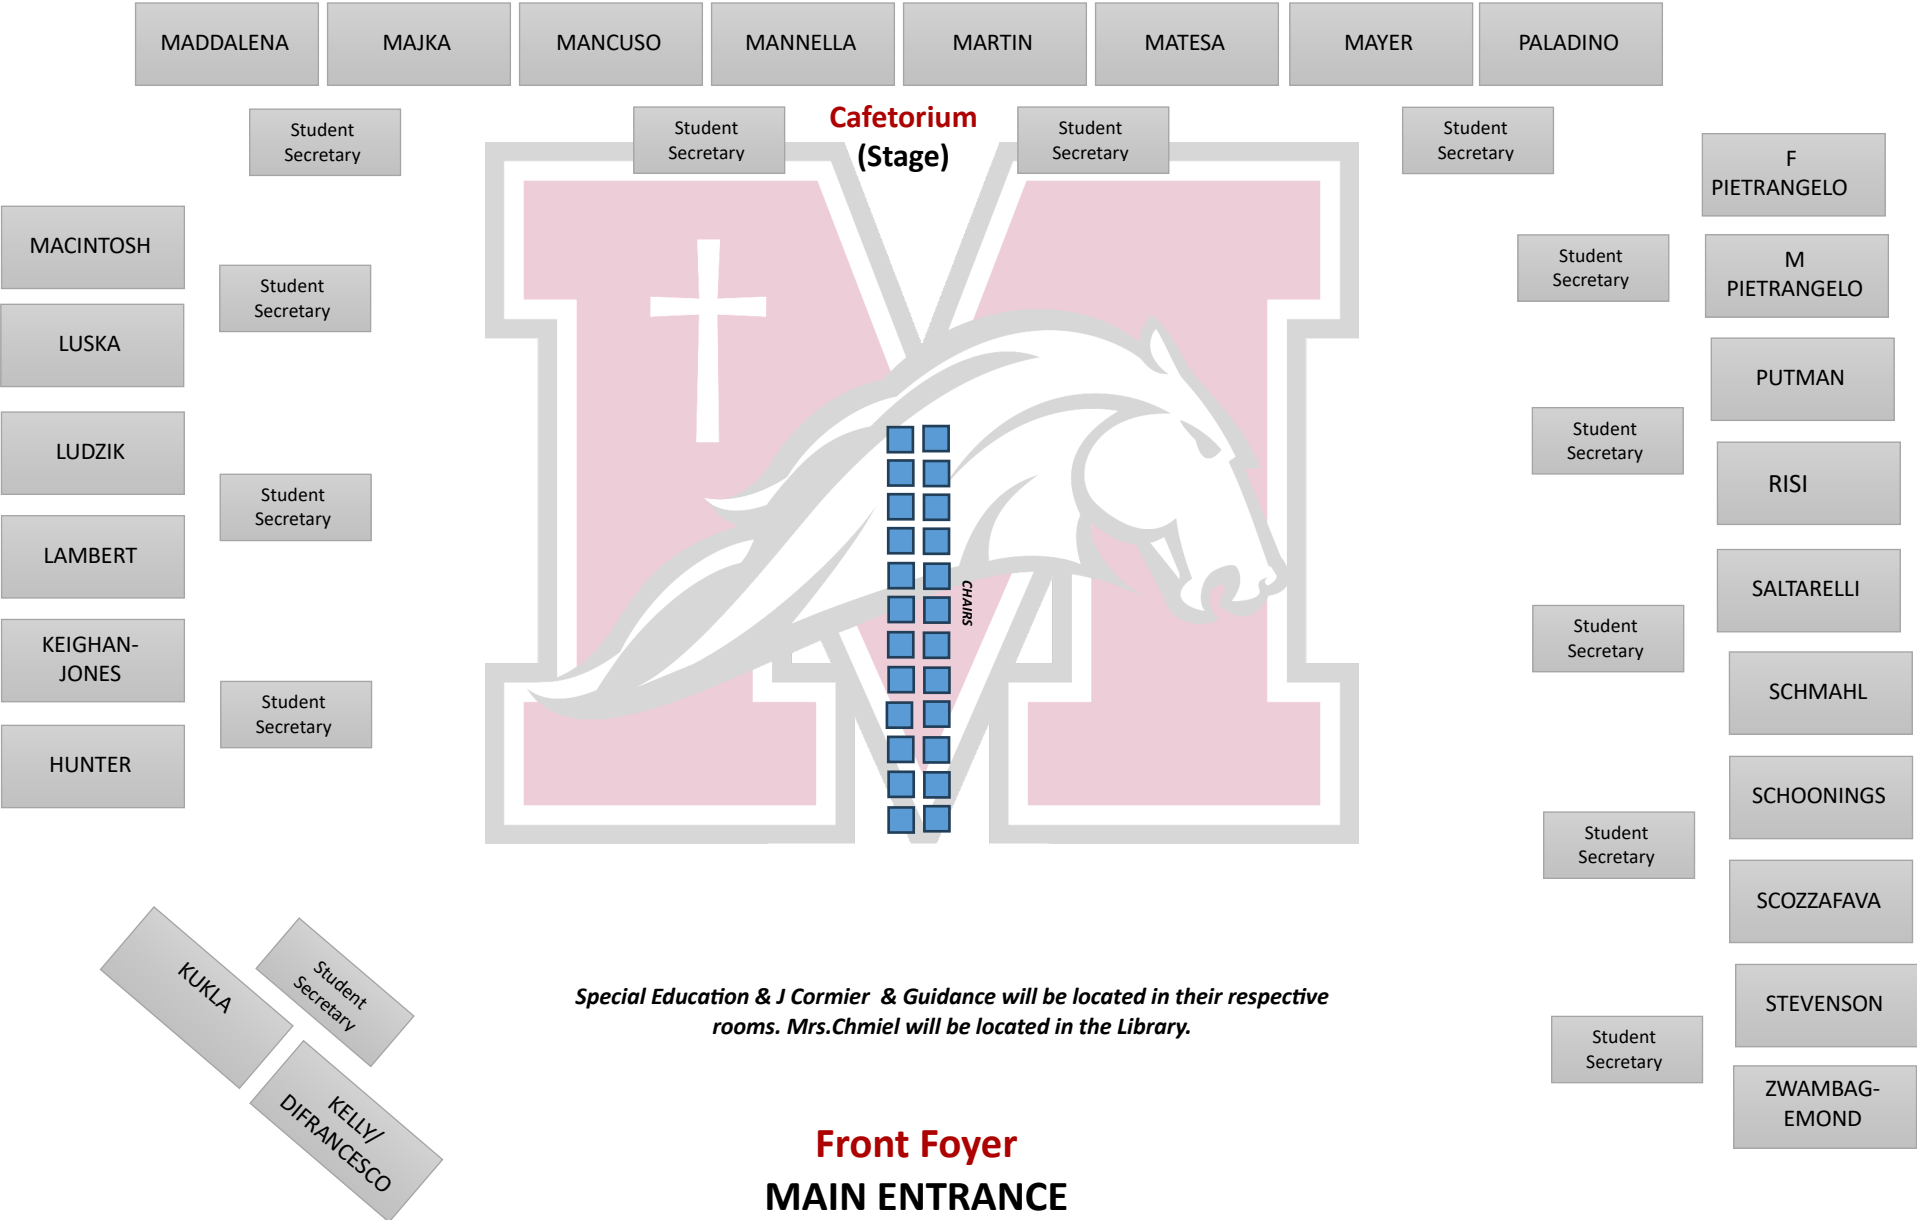 MADDALENA
MAJKA
MANCUSO
MANNELLA
MARTIN
MATESA
MAYER
PALADINO
Cafetorium
(Stage)
Student
Secretary
Student
Secretary
Student
Secretary
Student
Secretary
F
PIETRANGELO
MACINTOSH
Student
Secretary
Student
Secretary
M
PIETRANGELO
LUSKA
PUTMAN
LUDZIK
Student
Secretary
Student
Secretary
RISI
LAMBERT
CHAIRS
SALTARELLI
KEIGHAN-
JONES
Student
Secretary
Student
Secretary
SCHMAHL
HUNTER
SCHOONINGS
Student
Secretary
SCOZZAFAVA
KUKLA
Student
Secretary
Special Education & J Cormier & Guidance will be located in their respective
rooms. Mrs.Chmiel will be located in the Library.
STEVENSON
Student
Secretary
KELLY/
DIFRANCESCO
ZWAMBAG-
EMOND
Front Foyer
MAIN ENTRANCE